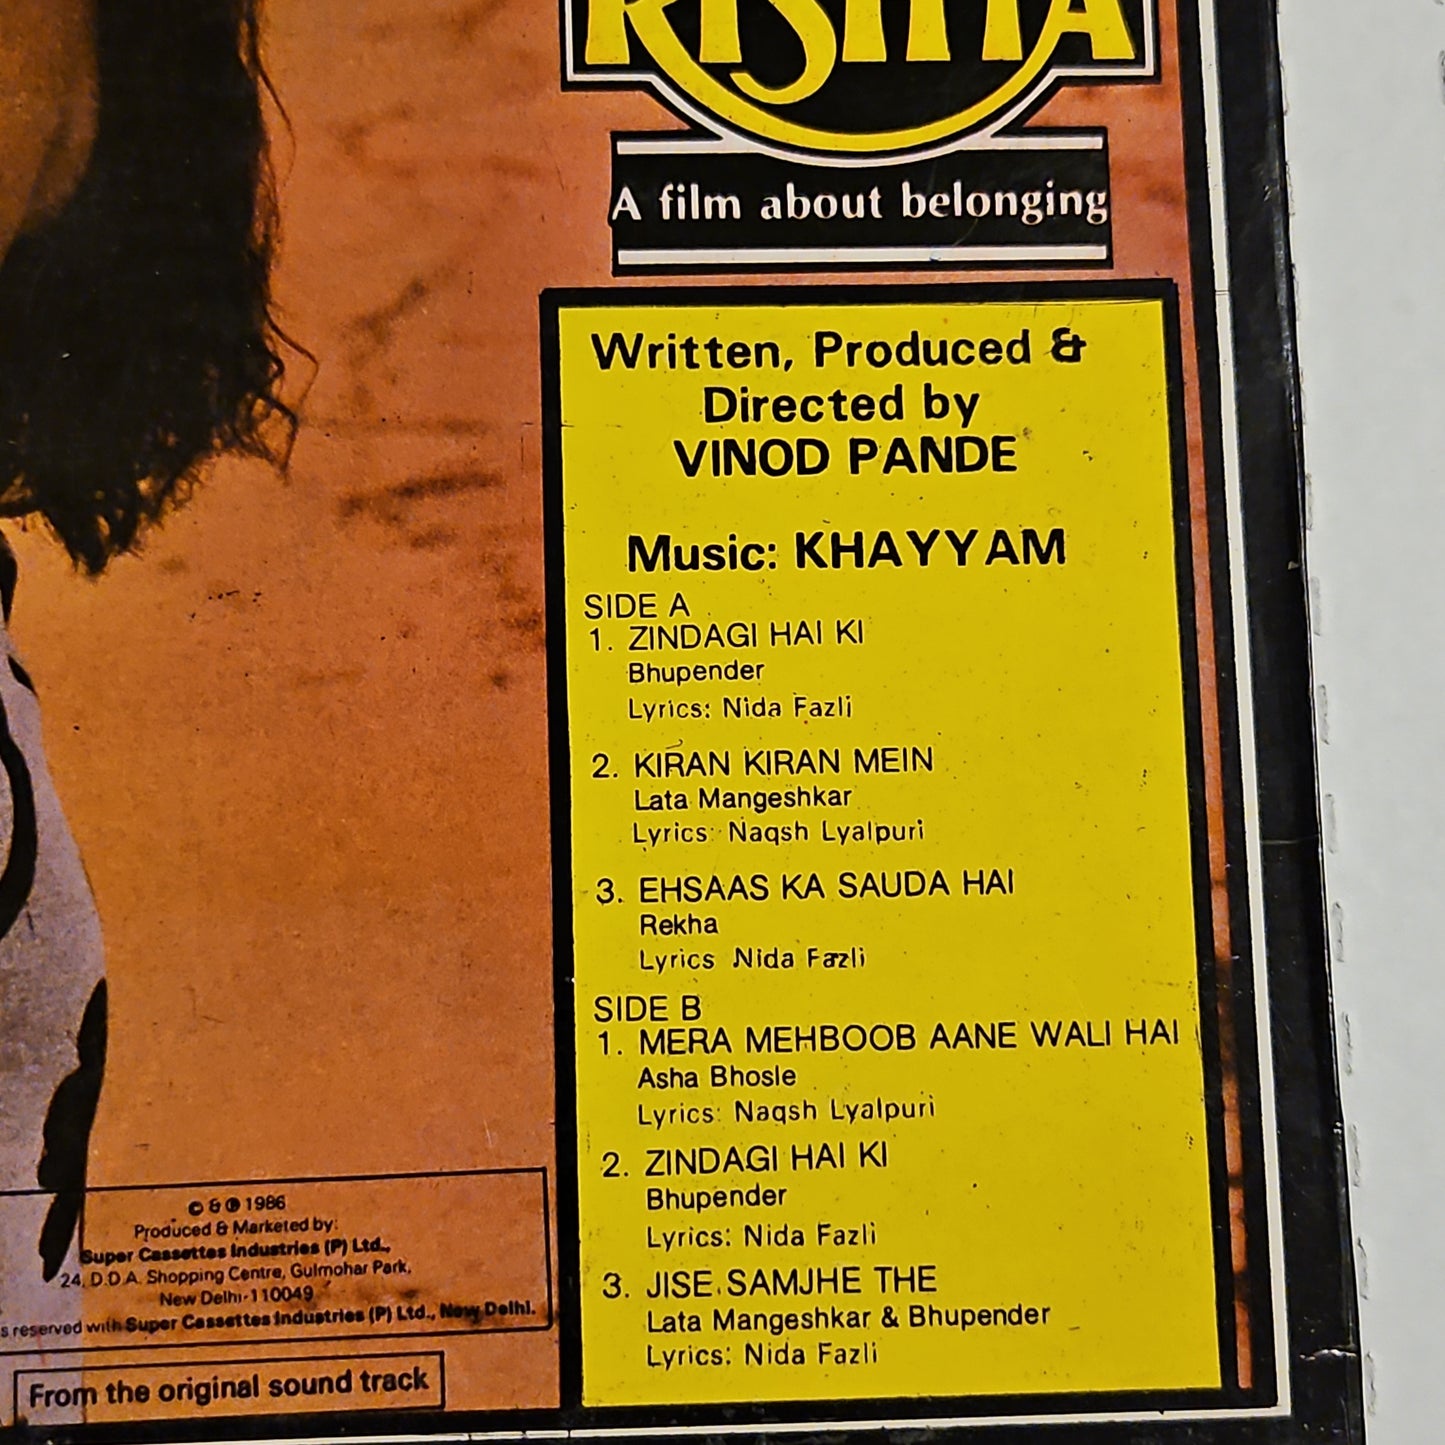 RISHTA
A film about belonging
Written, Produced &
Directed by
VINOD PANDE
Music: KHAYYAM
SIDE A
1. ZINDAGI HAI KI
Bhupender
Lyrics: Nida Fazli
2. KIRAN KIRAN MEIN
Lata Mangeshkar
Lyrics: Naqsh Lyalpuri
3. EHSAAS KA SAUDA HAI
Rekha
Lyrics Nida Fazli
SIDE B
1. MERA MEHBOOB AANE WALI HAI
Asha Bhosle
Lyrics: Naqsh Lyalpuri
2. ZINDAGI HAI KI
Bhupender
Lyrics: Nida Fazli
3. JISE SAMJHE THE
Lata Mangeshkar & Bhupender
Lyrics: Nida Fazli
© & ℗ 1986
Produced & Marketed by:
Super Cassettes Industries (P) Ltd.,
24, D.D.A. Shopping Centre, Gulmohar Park,
New Delhi-110049
reserved with Super Cassettes Industries (P) Ltd., New Delhi.
From the original sound track